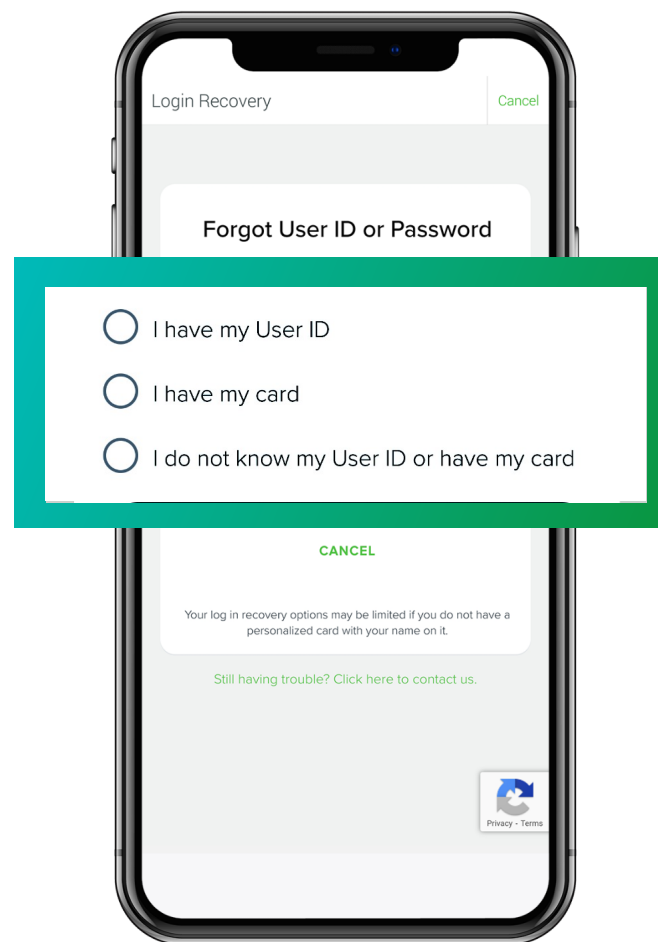 Login Recovery
Cancel
Forgot User ID or Password
I have my User ID
I have my card
I do not know my User ID or have my card
CANCEL
Your log in recovery options may be limited if you do not have a
personalized card with your name on it.
Still having trouble? Click here to contact us.
Privacy - Terms